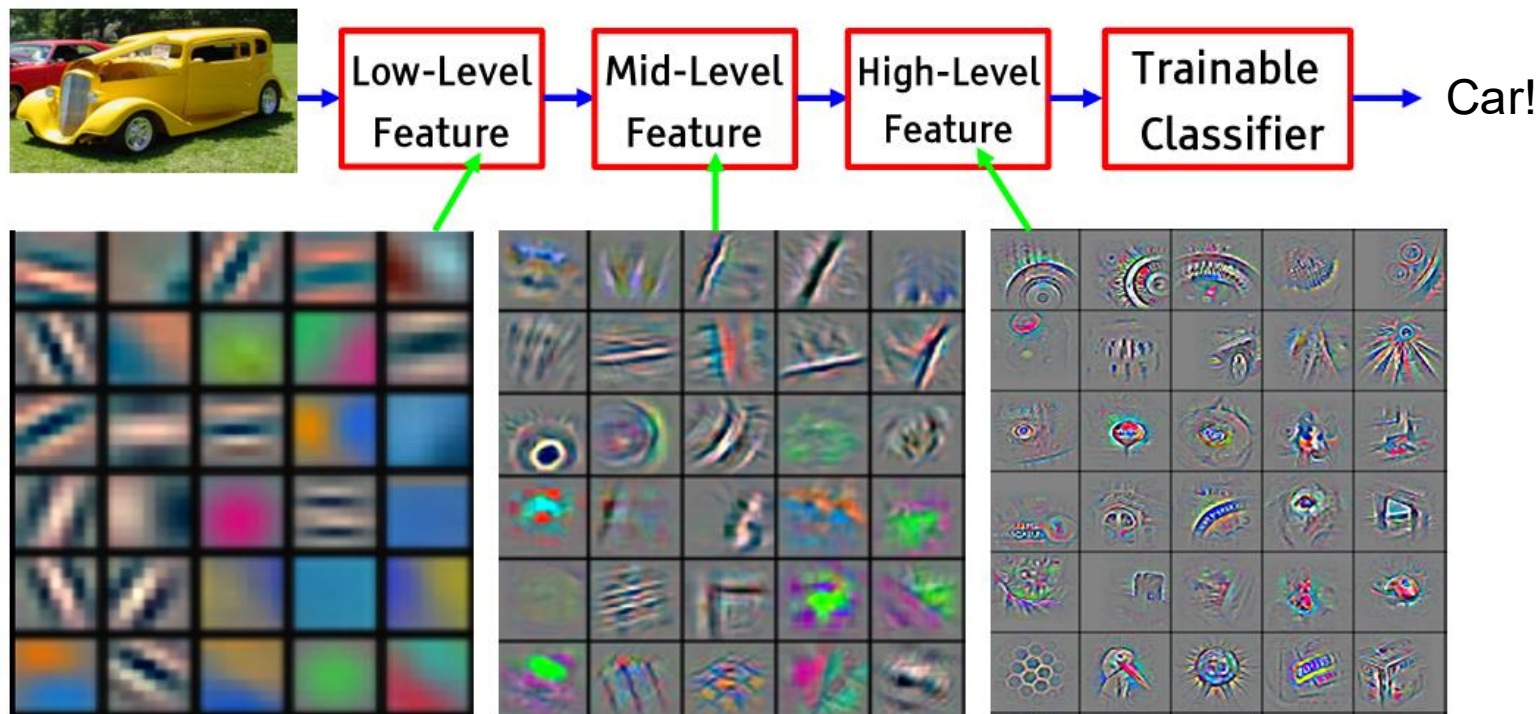 Low-Level
Feature
Mid-Level
Feature
High-Level
Feature
Trainable
Classifier
Car!